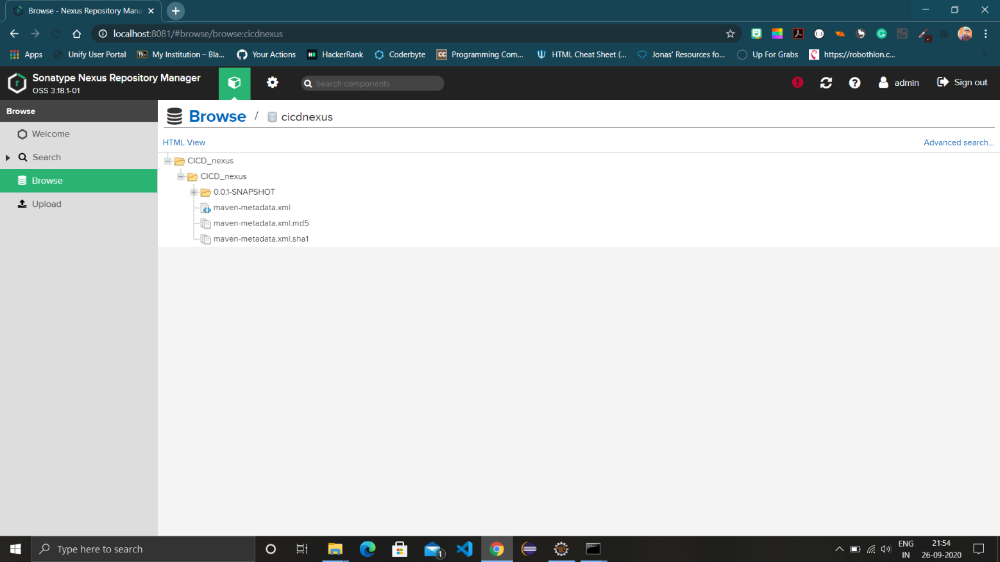 Browse - Nexus Repository Mana
localhost:8081/#browse/browse:cicdnexus
Apps Unify User Portal Bb My Institution – Bla... Your Actions HackerRank Coderbyte CC Programming Com... HTML Cheat Sheet (... Jonas' Resources fo... Up For Grabs https://robothlon.c...
Sonatype Nexus Repository Manager
OSS 3.18.1-01
Search components
admin
Sign out
Browse
Welcome
Search
Browse
Upload
Browse / cicdnexus
HTML View
Advanced search...
CICD_nexus
CICD_nexus
0.0.1-SNAPSHOT
maven-metadata.xml
maven-metadata.xml.md5
maven-metadata.xml.sha1
Type here to search
1
ENG
IN
21:54
26-09-2020